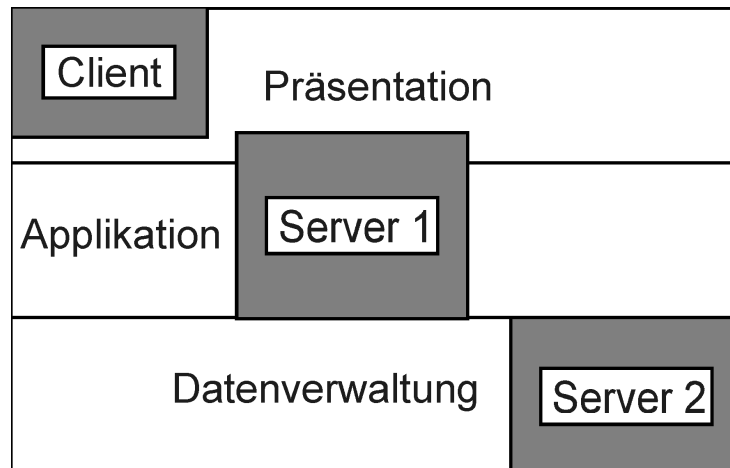 Client
Präsentation
Applikation
Server 1
Datenverwaltung
Server 2